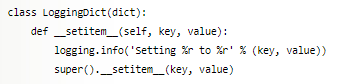 class LoggingDict(dict):
    def __setitem__(self, key, value):
        logging.info('Setting %r to %r' % (key, value))
        super().__setitem__(key, value)